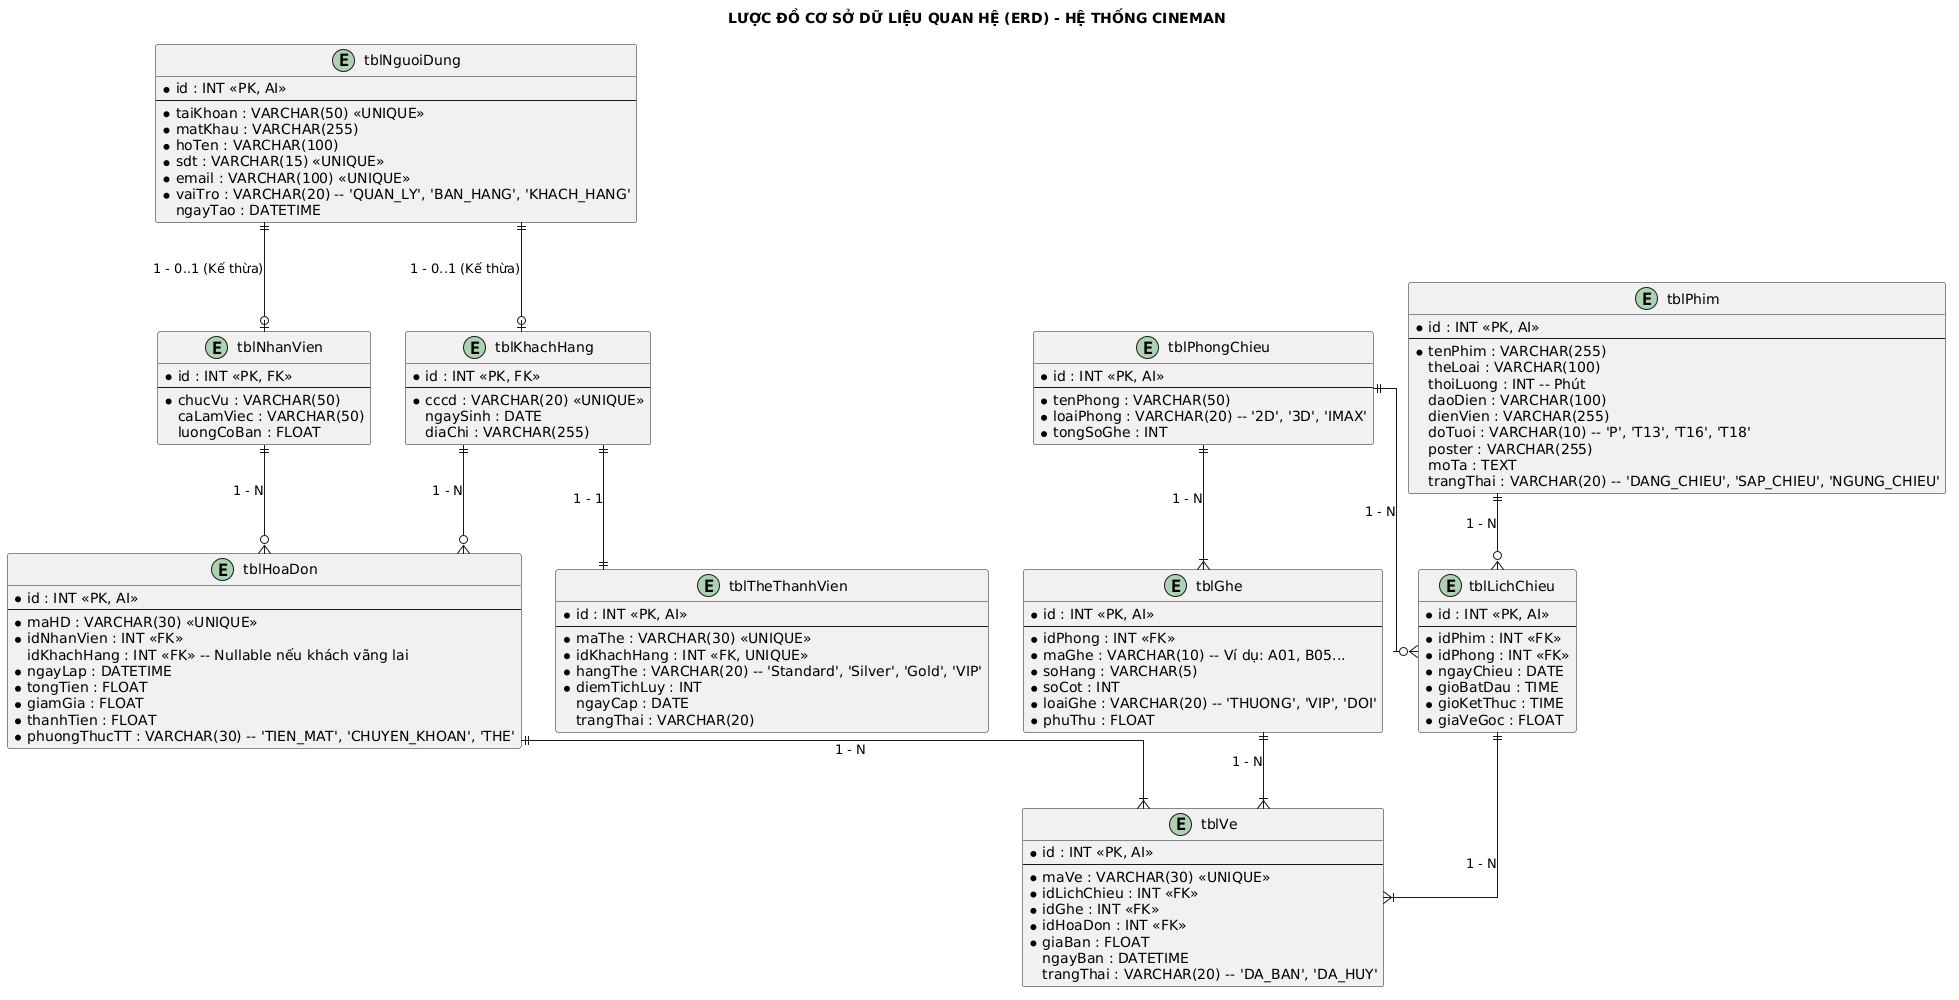 LƯỢC ĐỒ CƠ SỞ DỮ LIỆU QUAN HỆ (ERD) - HỆ THỐNG CINEMAN
E tblNguoiDung
id : INT «PK, AI»
taiKhoan : VARCHAR(50) «UNIQUE»
matKhau : VARCHAR(255)
hoTen : VARCHAR(100)
sdt : VARCHAR(15) «UNIQUE»
email : VARCHAR(100) «UNIQUE»
vaiTro : VARCHAR(20) -- 'QUAN_LY', 'BAN_HANG', 'KHACH_HANG'
ngayTao : DATETIME
1 - 0..1 (Kế thừa)
1 - 0..1 (Kế thừa)
E tblNhanVien
id : INT «PK, FK»
chucVu : VARCHAR(50)
caLamViec : VARCHAR(50)
luongCoBan : FLOAT
E tblKhachHang
id : INT «PK, FK»
cccd : VARCHAR(20) «UNIQUE»
ngaySinh : DATE
diaChi : VARCHAR(255)
E tblPhongChieu
id : INT «PK, AI»
tenPhong : VARCHAR(50)
loaiPhong : VARCHAR(20) -- '2D', '3D', 'IMAX'
tongSoGhe : INT
E tblPhim
id : INT «PK, AI»
tenPhim : VARCHAR(255)
theLoai : VARCHAR(100)
thoiLuong : INT -- Phút
daoDien : VARCHAR(100)
dienVien : VARCHAR(255)
doTuoi : VARCHAR(10) -- 'P', 'T13', 'T16', 'T18'
poster : VARCHAR(255)
moTa : TEXT
trangThai : VARCHAR(20) -- 'DANG_CHIEU', 'SAP_CHIEU', 'NGUNG_CHIEU'
1 - N
1 - N
1 - 1
1 - N
1 - N
1 - N
E tblHoaDon
id : INT «PK, AI»
maHD : VARCHAR(30) «UNIQUE»
idNhanVien : INT «FK»
idKhachHang : INT «FK» -- Nullable nếu khách vãng lai
ngayLap : DATETIME
tongTien : FLOAT
giamGia : FLOAT
thanhTien : FLOAT
phuongThucTT : VARCHAR(30) -- 'TIEN_MAT', 'CHUYEN_KHOAN', 'THE'
E tblTheThanhVien
id : INT «PK, AI»
maThe : VARCHAR(30) «UNIQUE»
idKhachHang : INT «FK, UNIQUE»
hangThe : VARCHAR(20) -- 'Standard', 'Silver', 'Gold', 'VIP'
diemTichLuy : INT
ngayCap : DATE
trangThai : VARCHAR(20)
E tblGhe
id : INT «PK, AI»
idPhong : INT «FK»
maGhe : VARCHAR(10) -- Ví dụ: A01, B05...
soHang : VARCHAR(5)
soCot : INT
loaiGhe : VARCHAR(20) -- 'THUONG', 'VIP', 'DOI'
phuThu : FLOAT
E tblLichChieu
id : INT «PK, AI»
idPhim : INT «FK»
idPhong : INT «FK»
ngayChieu : DATE
gioBatDau : TIME
gioKetThuc : TIME
giaVeGoc : FLOAT
1 - N
1 - N
1 - N
E tblVe
id : INT «PK, AI»
maVe : VARCHAR(30) «UNIQUE»
idLichChieu : INT «FK»
idGhe : INT «FK»
idHoaDon : INT «FK»
giaBan : FLOAT
ngayBan : DATETIME
trangThai : VARCHAR(20) -- 'DA_BAN', 'DA_HUY'